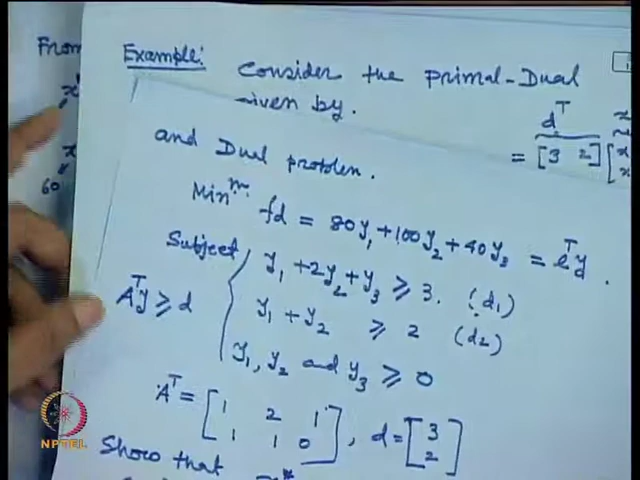 From
Example: Consider the primal-Dual
given by.
d^T
= [3 2] [x
x
and Dual problem.
Min^m. fd = 80y1 + 100y2 + 40y3 = e^T y_d.
Subject y1 + 2y2 + y3 ≥ 3. (d1)
A^T y ≥ d y1 + y2 ≥ 2 (d2)
y1, y2 and y3 ≥ 0
A^T = [1 2 1
1 1 0], d = [3
2]
Show that x*
x
x
60
NPTEL